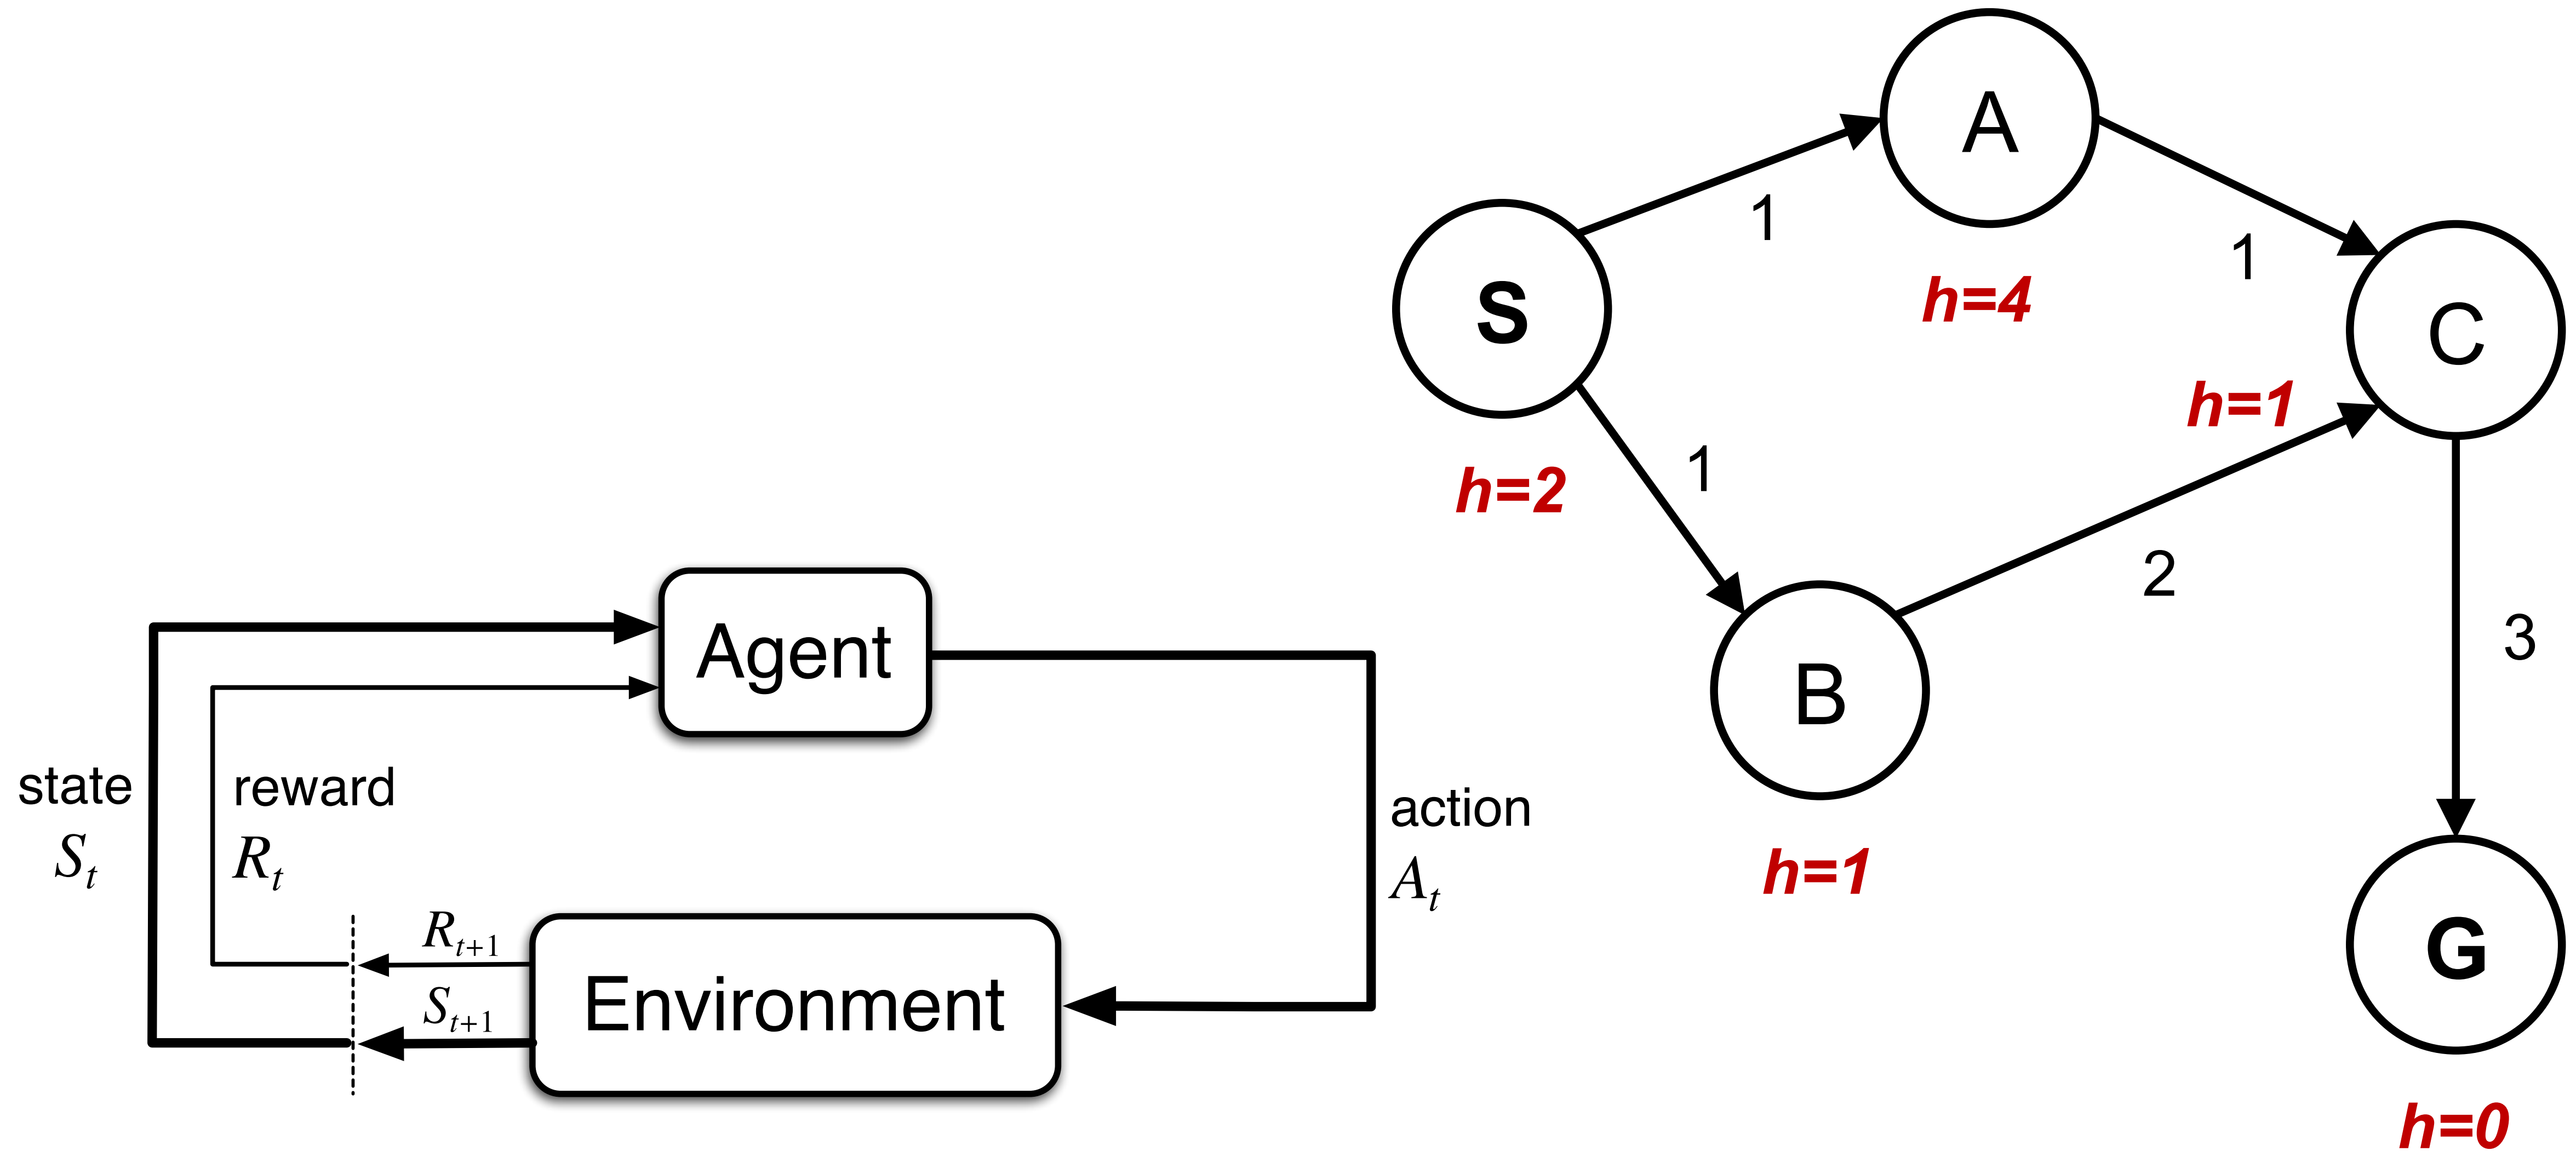 Agent
state
S_t
reward
R_t
action
A_t
R_{t+1}
S_{t+1}
Environment
S
h=2
1
A
h=4
1
C
h=1
1
B
h=1
2
3
G
h=0